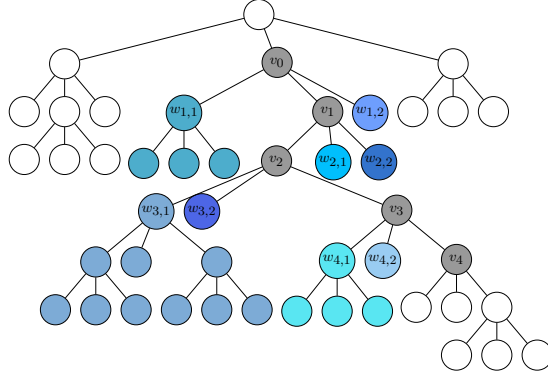 v₀
w₁,₁ v₁ w₁,₂
v₂ w₂,₁ w₂,₂
w₃,₁ w₃,₂ v₃
w₄,₁ w₄,₂ v₄